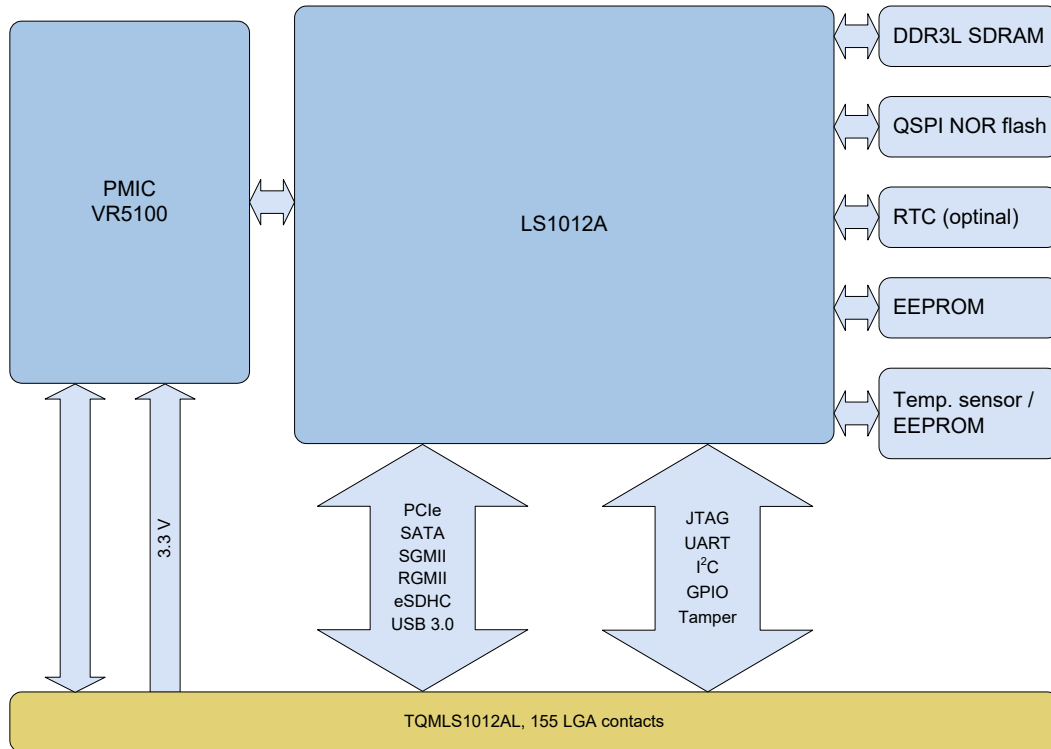 PMIC
VR5100
LS1012A
DDR3L SDRAM
QSPI NOR flash
RTC (optinal)
EEPROM
Temp. sensor /
EEPROM
3.3 V
PCIe
SATA
SGMII
RGMII
eSDHC
USB 3.0
JTAG
UART
I²C
GPIO
Tamper
TQMLS1012AL, 155 LGA contacts